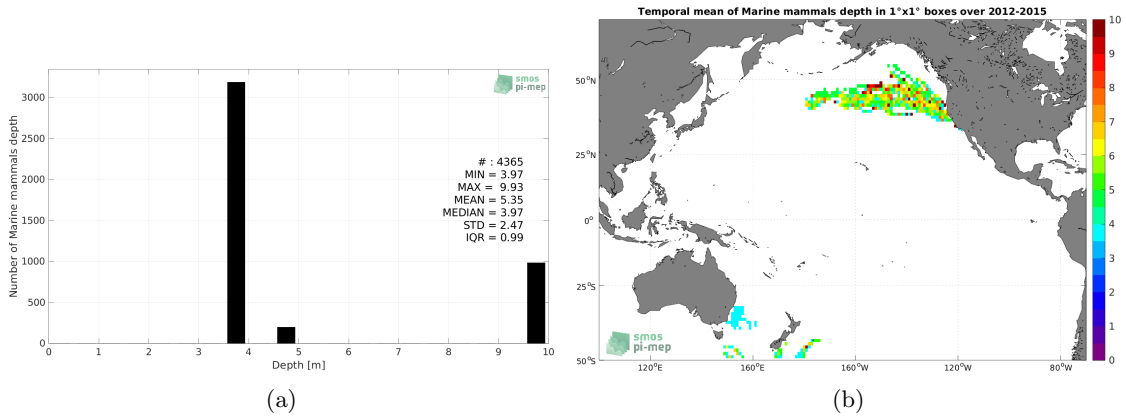 smos
pi-mep
Number of Marine mammals depth
3000
2500
2000
1500
1000
500
0
# : 4365
MIN = 3.97
MAX = 9.93
MEAN = 5.35
MEDIAN = 3.97
STD = 2.47
IQR = 0.99
0 1 2 3 4 5 6 7 8 9 10
Depth [m]
(a)
Temporal mean of Marine mammals depth in 1°x1° boxes over 2012-2015
50°N
25°N
0°
25°S
50°S
120°E 160°E 160°W 120°W 80°W
10
9
8
7
6
5
4
3
2
1
0
smos
pi-mep
(b)